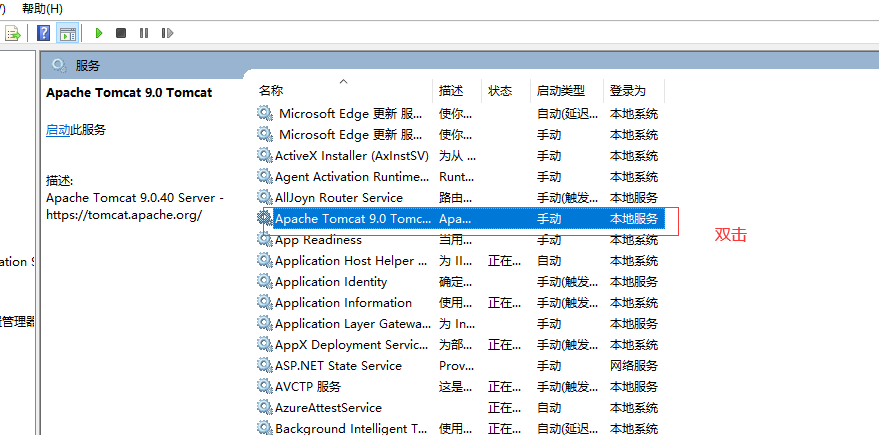 帮助(H)
服务
Apache Tomcat 9.0 Tomcat
启动此服务
描述:
Apache Tomcat 9.0.40 Server -
https://tomcat.apache.org/
名称 描述 状态 启动类型 登录为
Microsoft Edge 更新 服... 使你... 自动(延迟... 本地系统
Microsoft Edge 更新 服... 使你... 手动 本地系统
ActiveX Installer (AxInstSV) 为从 ... 手动 本地系统
Agent Activation Runtime... Runt... 手动 本地系统
AllJoyn Router Service 路由... 手动(触发... 本地服务
Apache Tomcat 9.0 Tomc... Apa... 手动 本地服务
双击
App Readiness 当用... 手动 本地系统
Application Host Helper ... 为 II... 正在... 自动 本地系统
Application Identity 确定... 手动(触发... 本地服务
Application Information 使用... 正在... 手动(触发... 本地系统
Application Layer Gatewa... 为 In... 手动 本地服务
AppX Deployment Servic... 为部... 正在... 手动(触发... 本地系统
ASP.NET State Service Prov... 手动 网络服务
AVCTP 服务 这是... 正在... 手动(触发... 本地服务
AzureAttestService 正在... 自动 本地系统
Background Intelligent T... 使用... 正在... 自动(延迟... 本地系统
ation S
置管理器